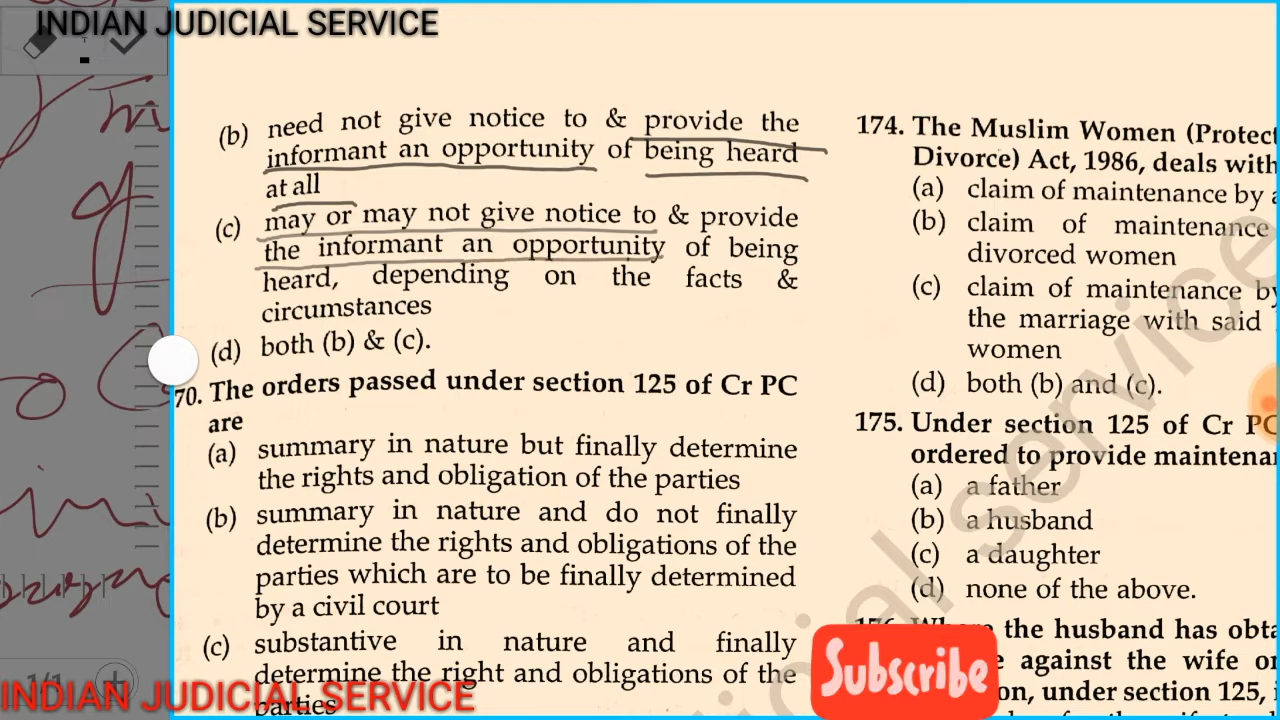 INDIAN JUDICIAL SERVICE
(b) need not give notice to & provide the
informant an opportunity of being heard
at all
(c) may or may not give notice to & provide
the informant an opportunity of being
heard, depending on the facts &
circumstances
(d) both (b) & (c).
70. The orders passed under section 125 of Cr PC
are
(a) summary in nature but finally determine
the rights and obligation of the parties
(b) summary in nature and do not finally
determine the rights and obligations of the
parties which are to be finally determined
by a civil court
(c) substantive in nature and finally
determine the right and obligations of the
parties
174. The Muslim Women (Protect
Divorce) Act, 1986, deals with
(a) claim of maintenance by a
(b) claim of maintenance
divorced women
(c) claim of maintenance by
the marriage with said
women
(d) both (b) and (c).
175. Under section 125 of Cr PC
ordered to provide maintena
(a) a father
(b) a husband
(c) a daughter
(d) none of the above.
the husband has obta
against the wife or
on, under section 125, i
Subscribe
1/1
INDIAN JUDICIAL SERVICE